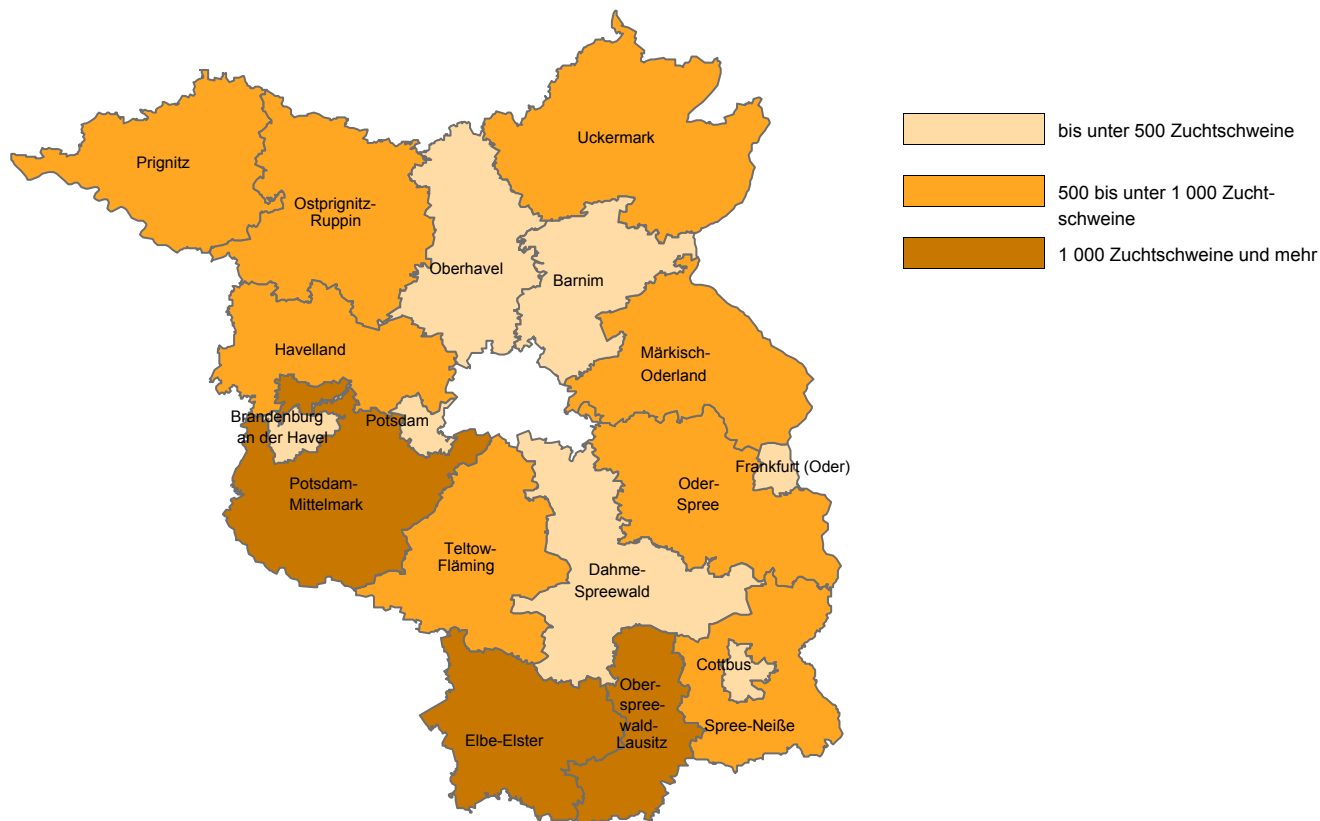 Uckermark
bis unter 500 Zuchtschweine
Prignitz
500 bis unter 1 000 Zucht-
schweine
Ostprignitz-
Ruppin
1 000 Zuchtschweine und mehr
Oberhavel
Barnim
Havelland
Märkisch-
Oderland
Brandenburg
an der Havel
Potsdam
Frankfurt (Oder)
Potsdam-
Mittelmark
Oder-
Spree
Teltow-
Fläming
Dahme-
Spreewald
Cottbus
Ober-
spree-
wald-
Lausitz
Spree-Neiße
Elbe-Elster